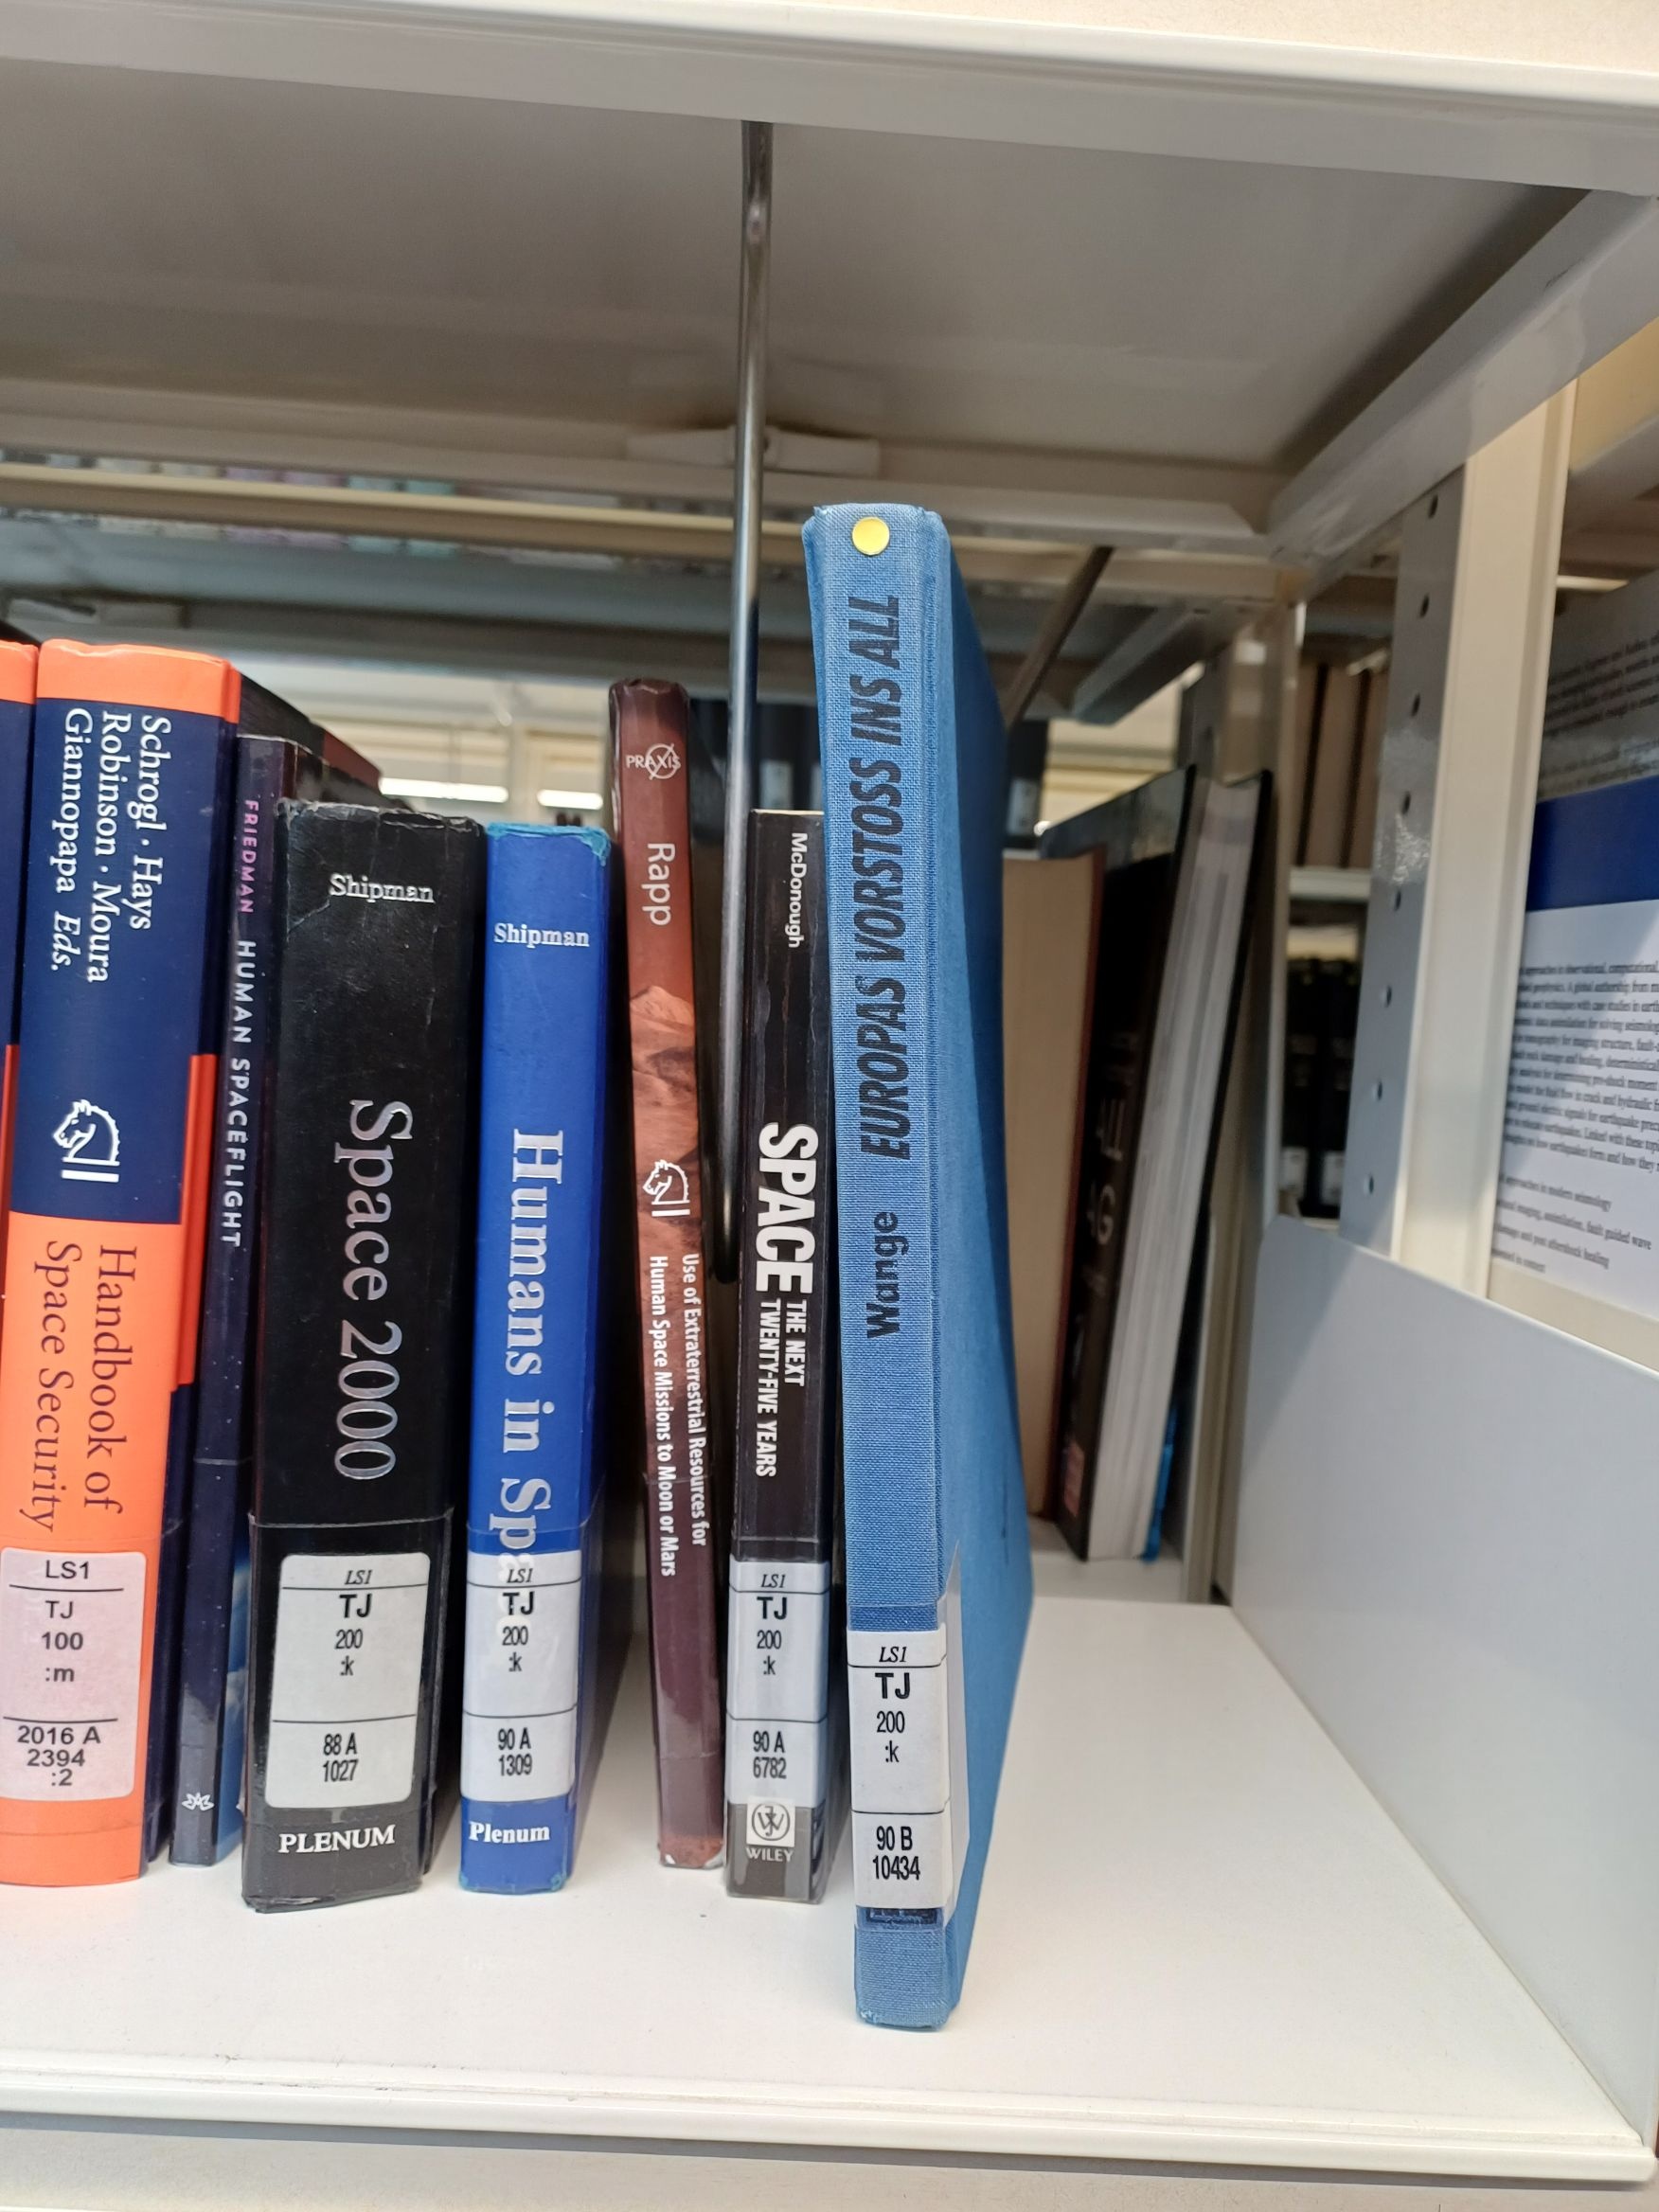 Schrogl · Hays
Robinson · Moura
Giannopapa Eds.
Handbook of
Space Security
LS1
TJ
100
:m
2016 A
2394
:2
FRIEDMAN HUMAN SPACEFLIGHT
Shipman
Space 2000
LS1
TJ
200
:k
88 A
1027
PLENUM
Shipman
Humans in Space
LS1
TJ
200
:k
90 A
1309
Plenum
PRAXIS
Rapp
Use of Extraterrestrial Resources for
Human Space Missions to Moon or Mars
McDonough
SPACE
THE NEXT
TWENTY-FIVE YEARS
LS1
TJ
200
:k
90 A
6782
WILEY
Wange EUROPAS VORSTOSS INS ALL
LS1
TJ
200
:k
90 B
10434